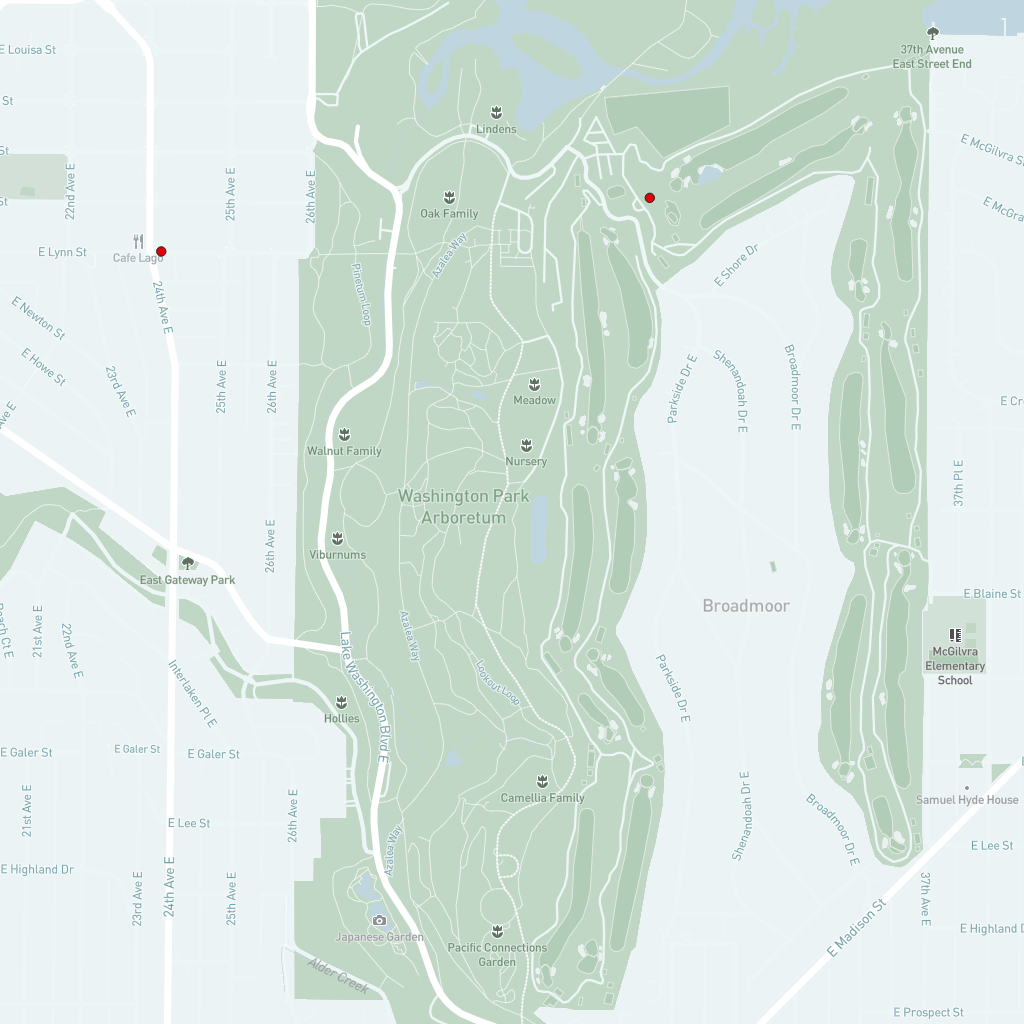 E Louisa St
37th Avenue
East Street End
St
Lindens
E McGilvra S
St
22nd Ave E
25th Ave E
26th Ave E
St
Oak Family
E McGra
E Lynn St
Cafe Lago
Azalea Way
E Shore Dr
Pinetum Loop
24th Ave E
E Newton St
E Howe St
23rd Ave E
25th Ave E
26th Ave E
Parkside Dr E
Shenandoah Dr E
Broadmoor Dr E
Meadow
E Cr
Ave E
Walnut Family
Nursery
37th Pl E
Washington Park
Arboretum
26th Ave E
Viburnums
East Gateway Park
E Blaine St
Broadmoor
Beach Ct E
21st Ave E
22nd Ave E
Azalea Way
McGilvra
Elementary
School
Lake Washington Blvd E
Interlaken Pl E
Lookout Loop
Parkside Dr E
Hollies
E Galer St
E Galer St
E Galer St
E
21st Ave E
26th Ave E
Camellia Family
Shenandoah Dr E
Broadmoor Dr E
Samuel Hyde House
E Lee St
E Lee St
Azalea Way
E Highland Dr
23rd Ave E
24th Ave E
25th Ave E
37th Ave E
E Madison St
E Highland D
Japanese Garden
Pacific Connections
Garden
Alder Creek
E Prospect St